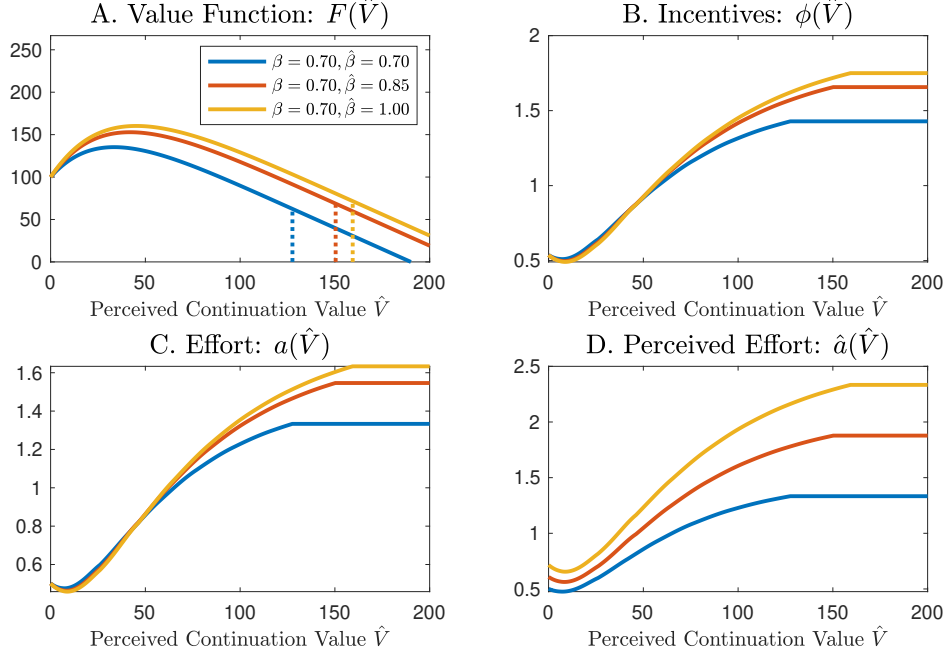 A. Value Function: F(V̂)
250
200
150
100
50
0
β = 0.70, β̂ = 0.70
β = 0.70, β̂ = 0.85
β = 0.70, β̂ = 1.00
0 50 100 150 200
Perceived Continuation Value V̂
B. Incentives: ϕ(V̂)
2
1.5
1
0.5
0 50 100 150 200
Perceived Continuation Value V̂
C. Effort: a(V̂)
1.6
1.4
1.2
1
0.8
0.6
0 50 100 150 200
Perceived Continuation Value V̂
D. Perceived Effort: â(V̂)
2.5
2
1.5
1
0.5
0 50 100 150 200
Perceived Continuation Value V̂